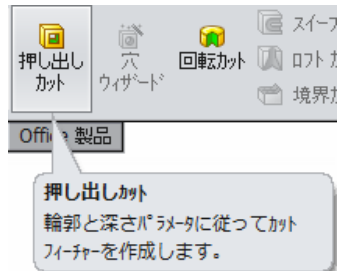 押し出し
カット
穴
ウィザード
回転カット
スイープ
ロフト カ
境界カ
Office 製品
押し出しカット
輪郭と深さパラメータに従ってカット
フィーチャーを作成します。